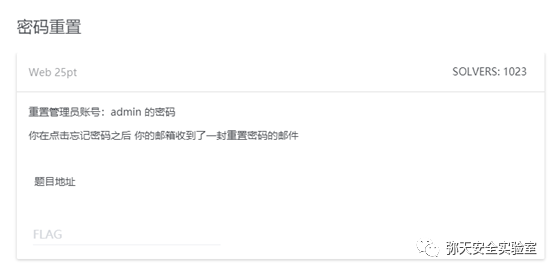 密码重置
Web 25pt
SOLVERS: 1023
重置管理员账号：admin 的密码
你在点击忘记密码之后 你的邮箱收到了一封重置密码的邮件
题目地址
FLAG
弥天安全实验室